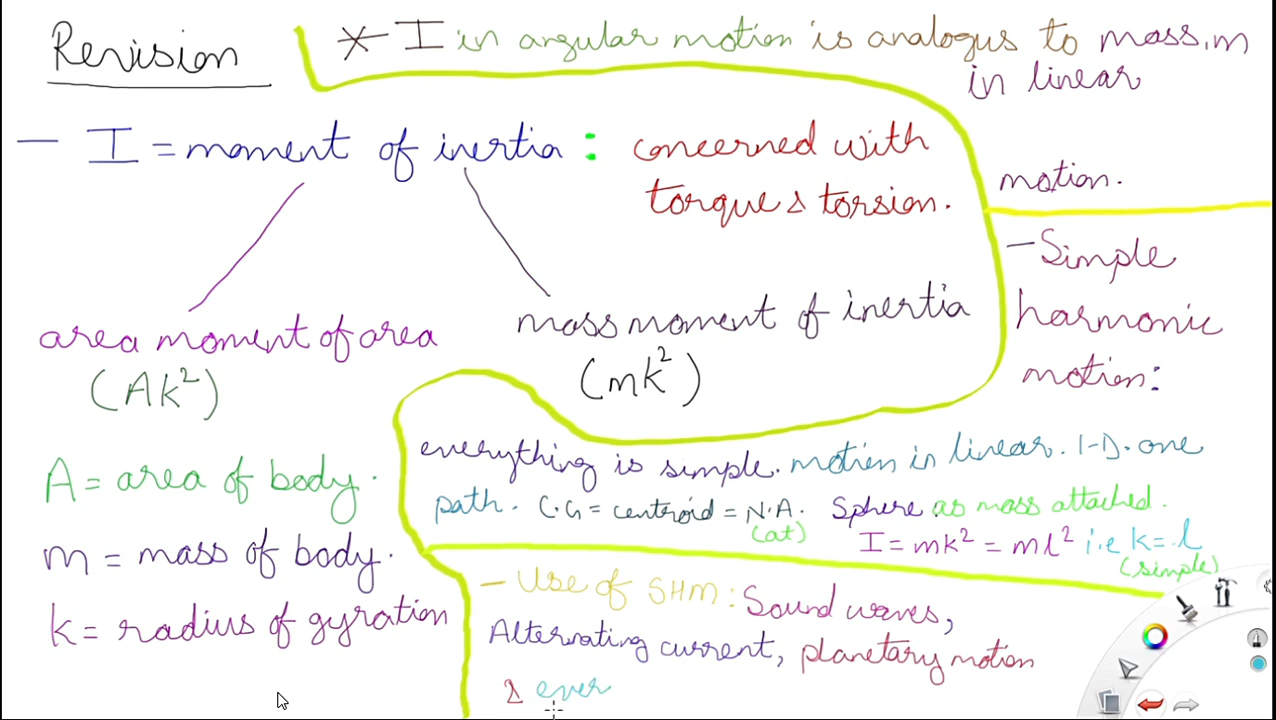 Revision
* I in angular motion is analogus to mass, m
in linear
motion.
- I = moment of inertia : concerned with
torque & torsion.
area moment of area
(Ak²)
mass moment of inertia
(mk²)
A = area of body.
m = mass of body.
k = radius of gyration
- Simple
harmonic
motion:
everything is simple. motion in linear. 1-D. one
path. C.G = centroid = N.A. Sphere as mass attached.
(at)
I = mk² = ml² i.e k = l
(simple)
- Use of SHM: Sound waves,
Alternating current, planetary motion
& ever